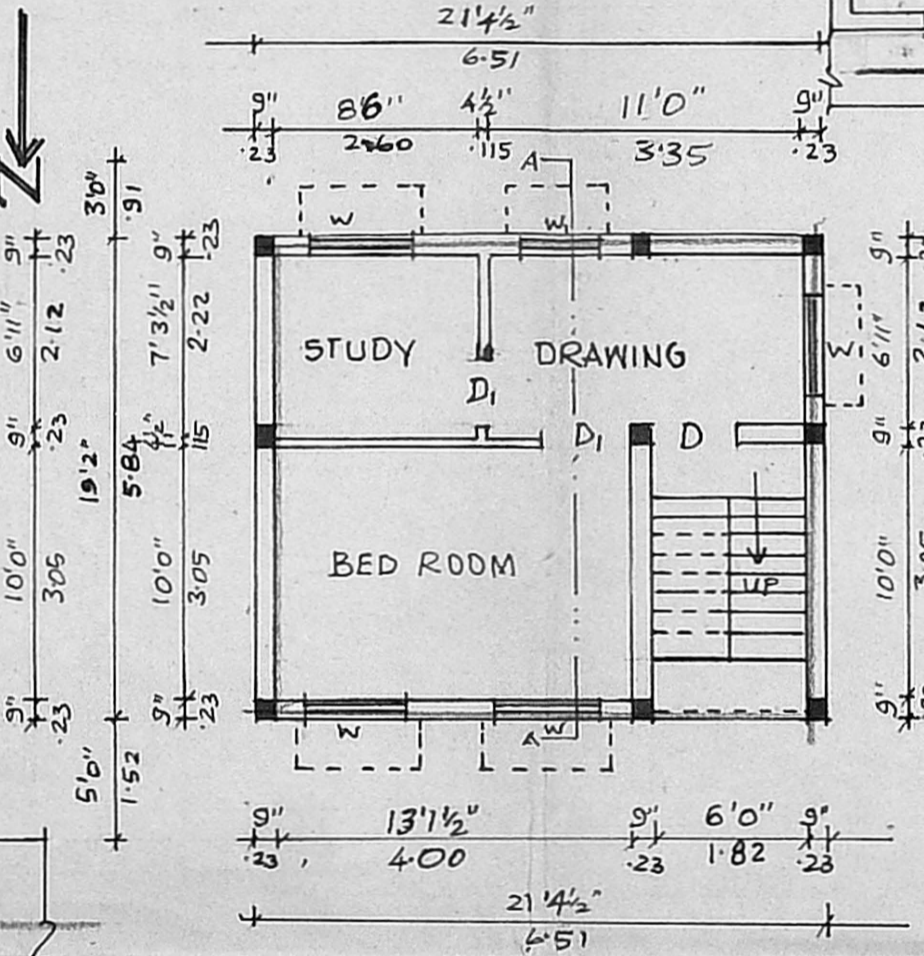 21'4½"
6.51
9" 8'6" 4½" 11'0" 9"
.23 2.60 .115 3.35 .23
N
A
W W
3'0"
.91
9" 6'11" 9" 10'0" 9"
.23 2.12 .23 3.05 .23
19'2"
5.84
9" 7'3½" 4½" 10'0" 9"
.23 2.22 .115 3.05 .23
5'0"
1.52
STUDY DRAWING
W
D₁
D₁ D
BED ROOM
UP
W W
A
9" 6'11" 9" 10'0" 9"
9" 13'1½" 9" 6'0" 9"
.23 4.00 .23 1.82 .23
21'4½"
6.51